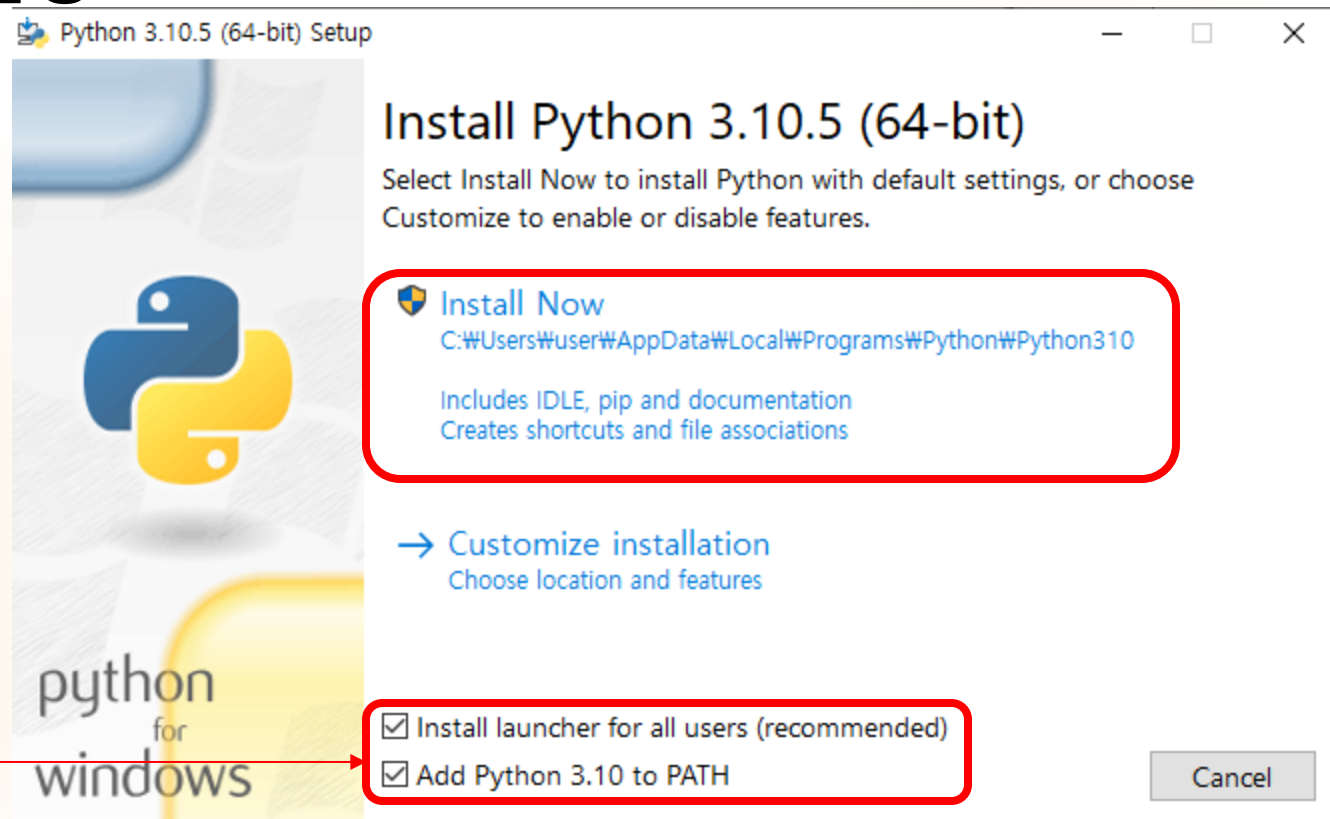 Python 3.10.5 (64-bit) Setup
Install Python 3.10.5 (64-bit)
Select Install Now to install Python with default settings, or choose
Customize to enable or disable features.
Install Now
C:₩Users₩user₩AppData₩Local₩Programs₩Python₩Python310
Includes IDLE, pip and documentation
Creates shortcuts and file associations
Customize installation
Choose location and features
python
for
windows
Install launcher for all users (recommended)
Add Python 3.10 to PATH
Cancel